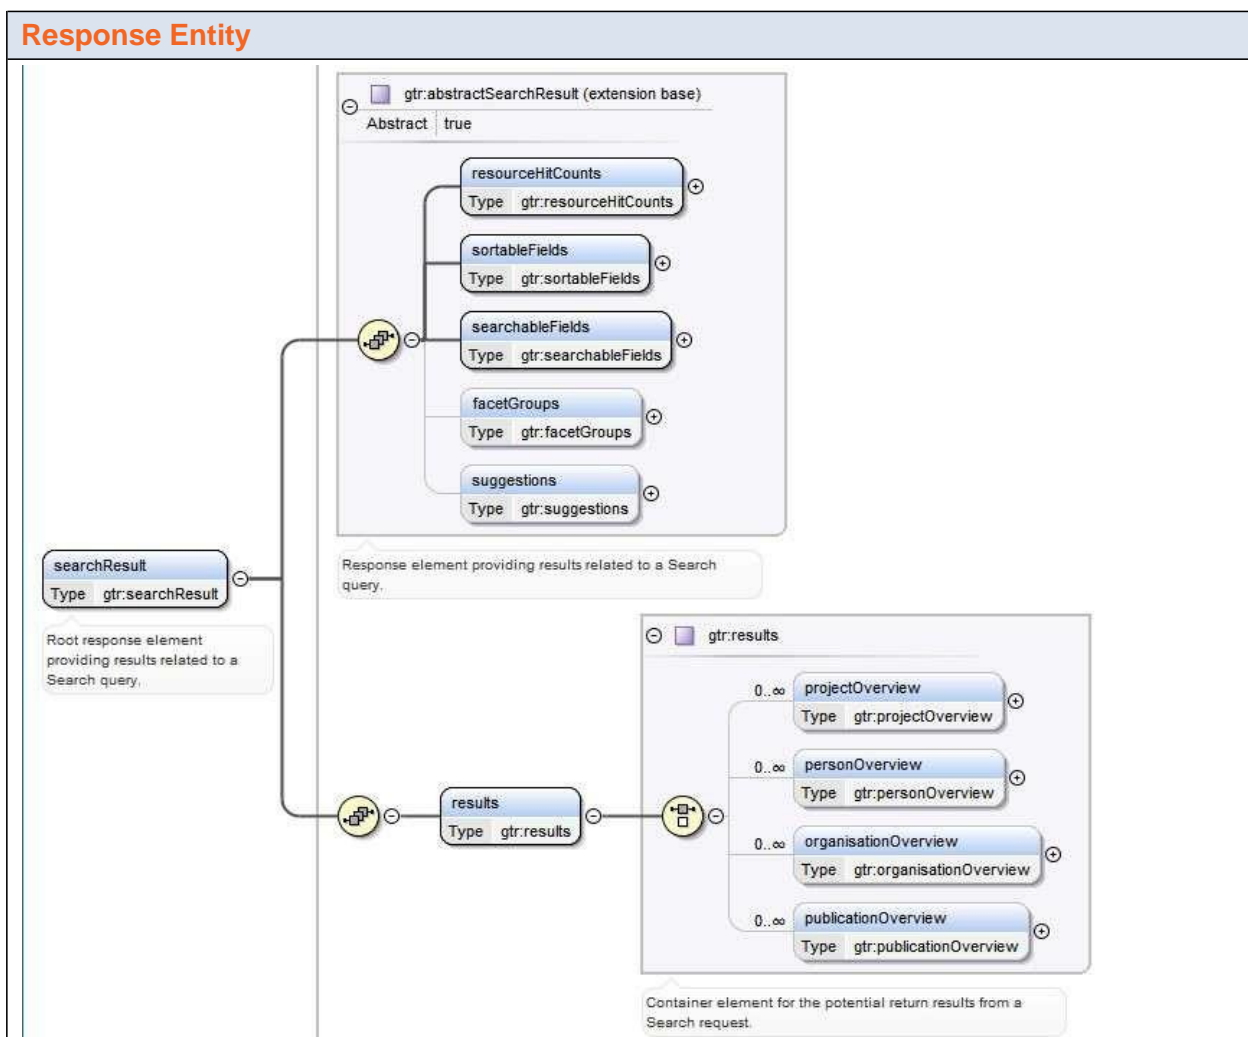 Response Entity
gtr:abstractSearchResult (extension base)
Abstract true
resourceHitCounts
Type gtr:resourceHitCounts
sortableFields
Type gtr:sortableFields
searchableFields
Type gtr:searchableFields
facetGroups
Type gtr:facetGroups
suggestions
Type gtr:suggestions
Response element providing results related to a Search
query.
searchResult
Type gtr:searchResult
Root response element
providing results related to a
Search query.
gtr:results
0..∞ projectOverview
Type gtr:projectOverview
0..∞ personOverview
Type gtr:personOverview
results
Type gtr:results
0..∞ organisationOverview
Type gtr:organisationOverview
0..∞ publicationOverview
Type gtr:publicationOverview
Container element for the potential return results from a
Search request.